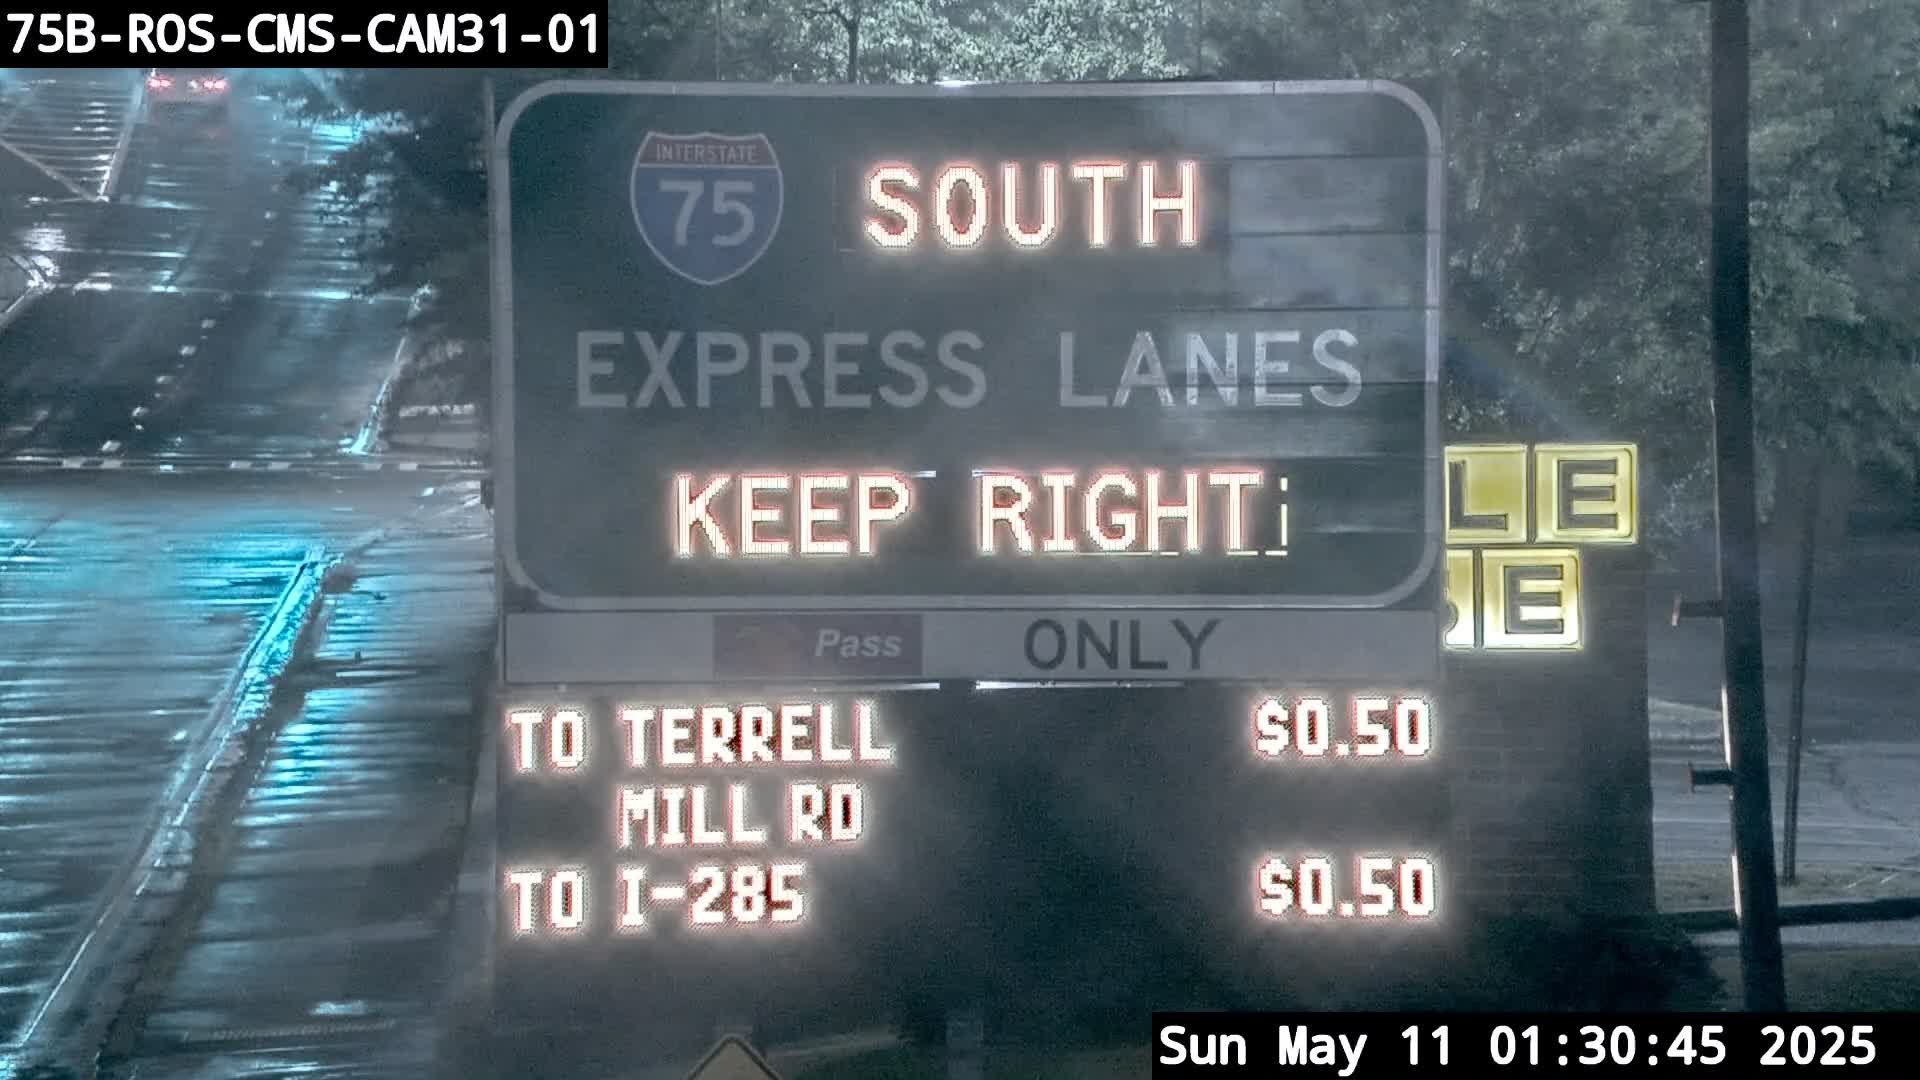 75B-ROS-CMS-CAM31-01
INTERSTATE
75
SOUTH
EXPRESS LANES
KEEP RIGHT
Pass ONLY
TO TERRELL $0.50
MILL RD
TO I-285 $0.50
LE
E
Sun May 11 01:30:45 2025